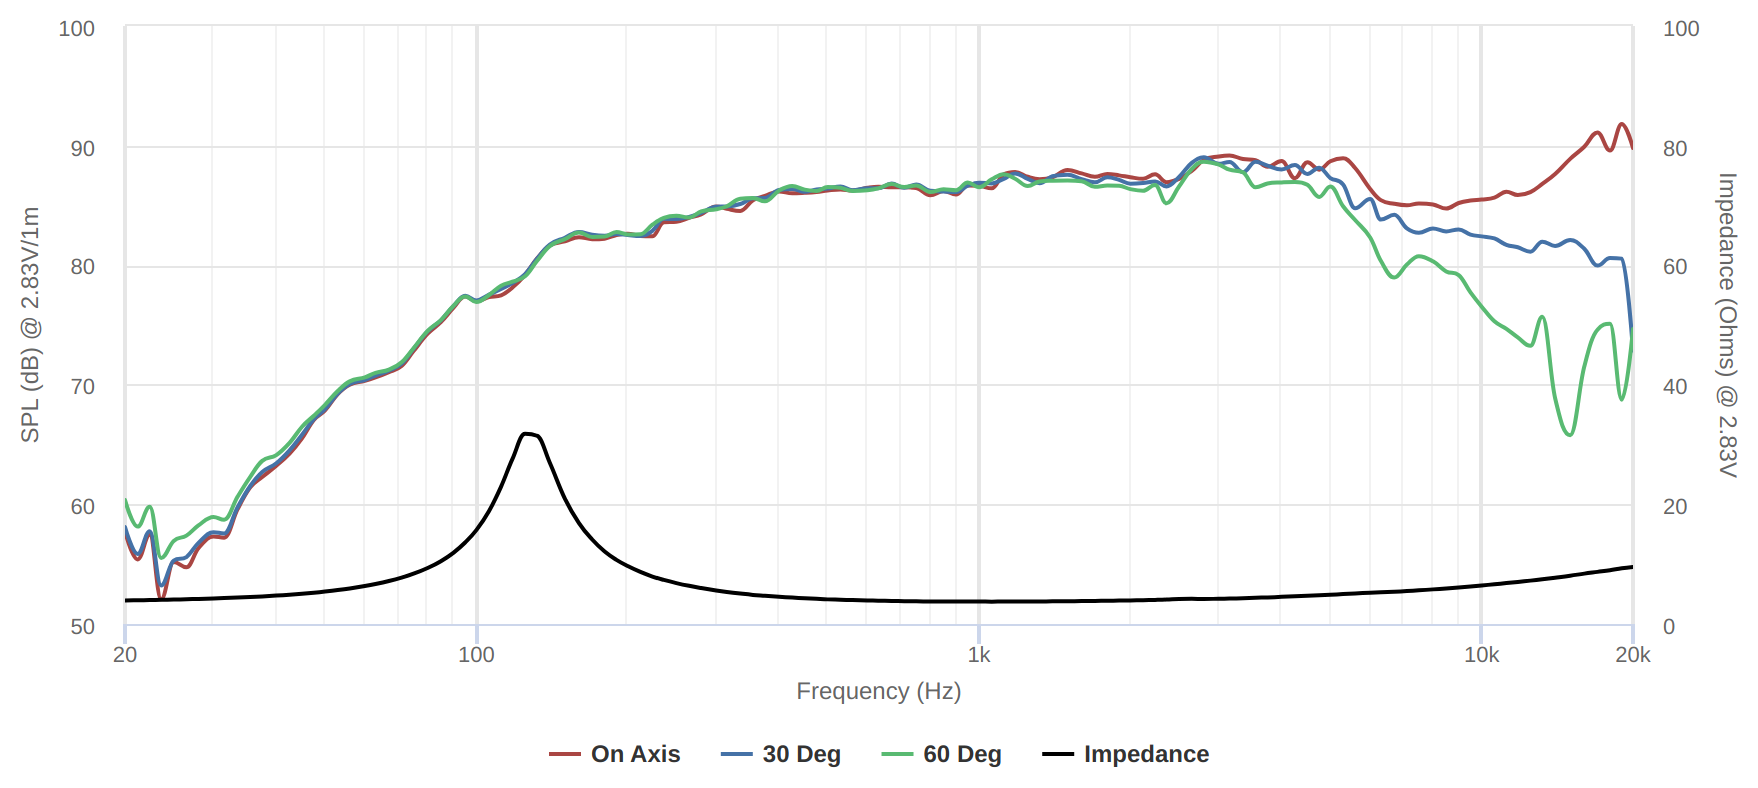 100
90
80
70
60
50
SPL (dB) @ 2.83V/1m
100
80
60
40
20
0
Impedance (Ohms) @ 2.83V
20
100
1k
10k
20k
Frequency (Hz)
On Axis
30 Deg
60 Deg
Impedance